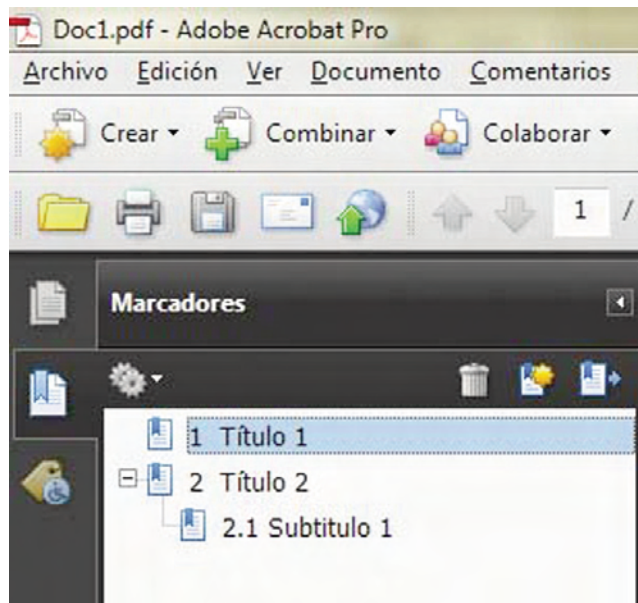 Doc1.pdf - Adobe Acrobat Pro
Archivo Edición Ver Documento Comentarios
Crear Combinar Colaborar
1 /
Marcadores
1 Título 1
2 Título 2
2.1 Subtitulo 1